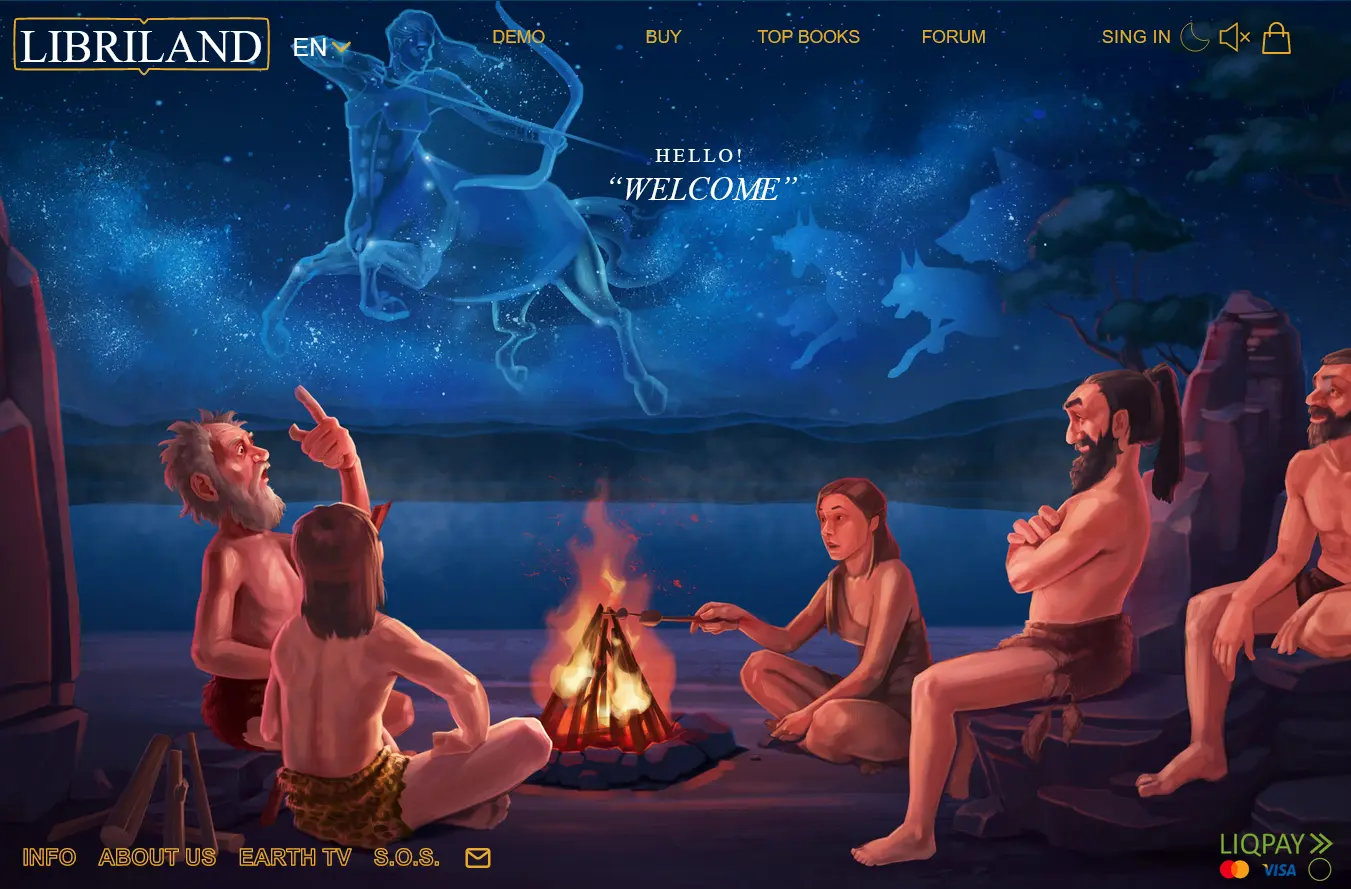 LIBRILAND
EN
DEMO
BUY
TOP BOOKS
FORUM
SING IN
HELLO!
“WELCOME”
INFO
ABOUT US
EARTH TV
S.O.S.
LIQPAY
VISA